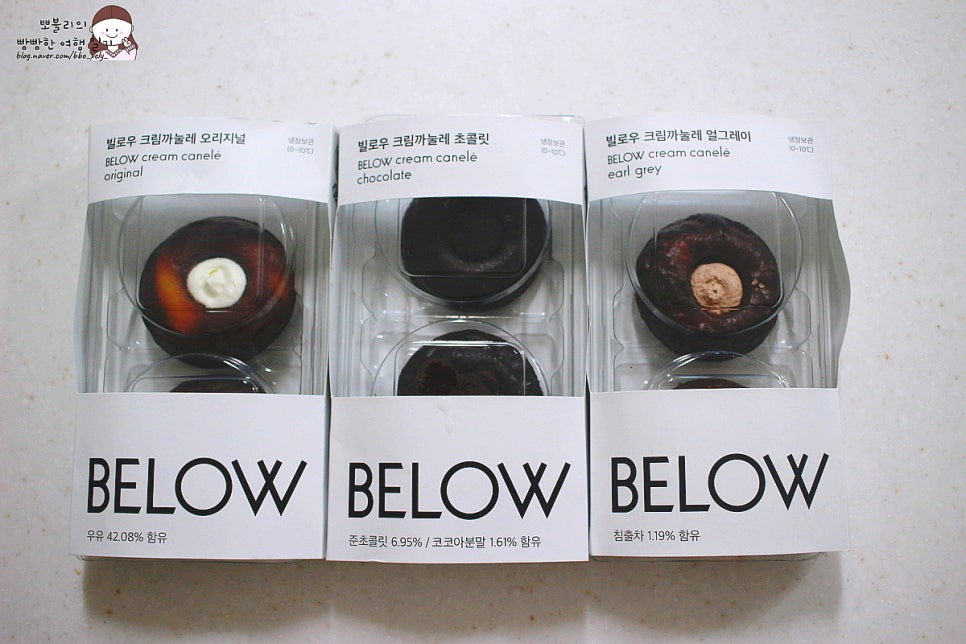 뽀블리의
빵빵한 여행
blog.naver.com/bbo_vely_
빌로우 크림까눌레 오리지널
BELOW cream canelé
original
냉장보관
(0~10℃)
BELOW
우유 42.08% 함유
빌로우 크림까눌레 초콜릿
BELOW cream canelé
chocolate
냉장보관
(0~10℃)
BELOW
준초콜릿 6.95% / 코코아분말 1.61% 함유
빌로우 크림까눌레 얼그레이
BELOW cream canelé
earl grey
냉장보관
(0~10℃)
BELOW
침출차 1.19% 함유